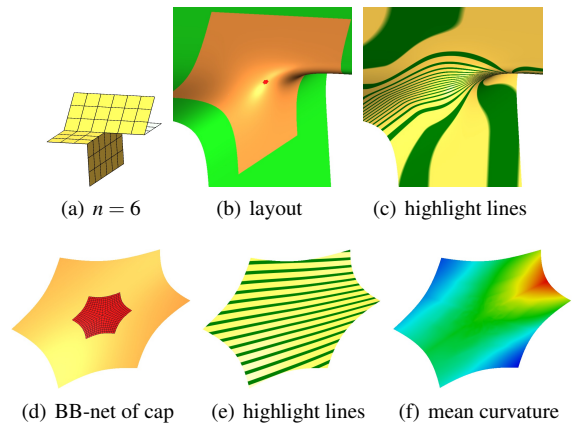 (a) n = 6
(b) layout
(c) highlight lines
(d) BB-net of cap
(e) highlight lines
(f) mean curvature